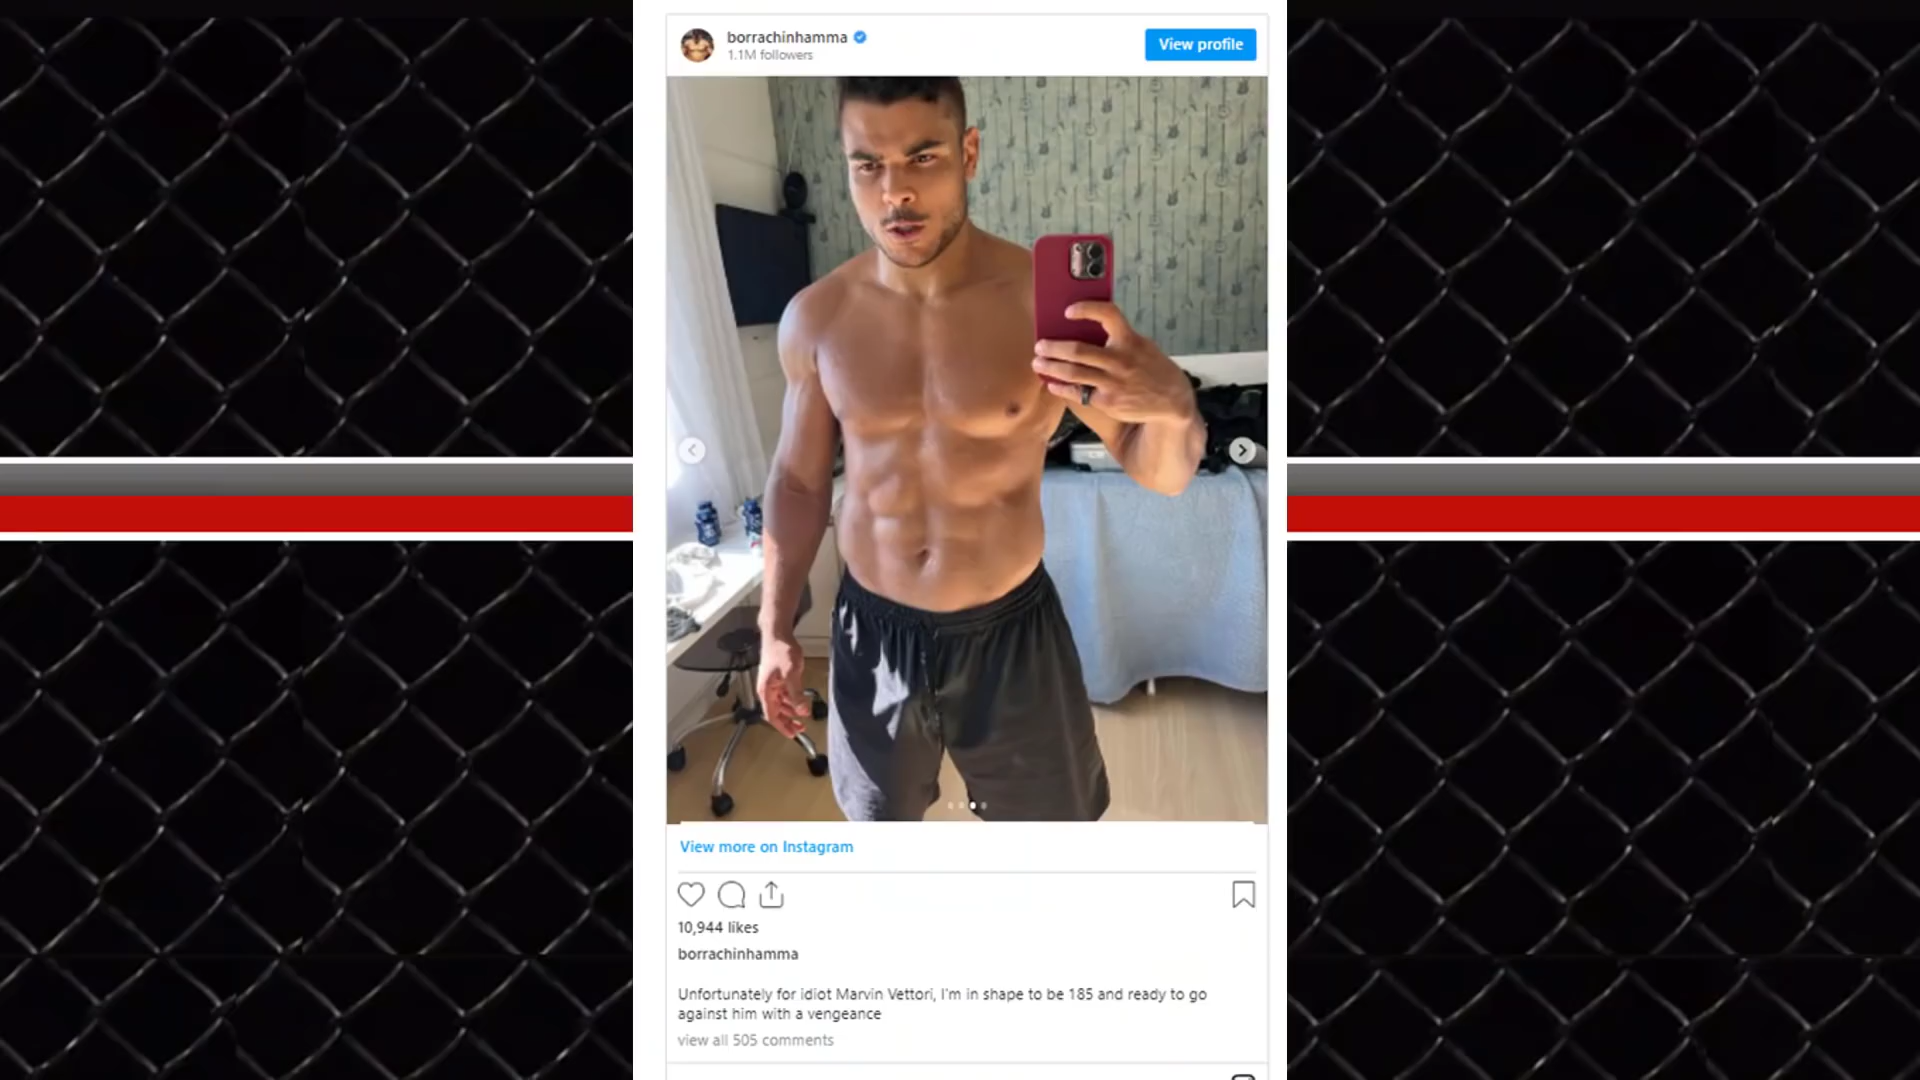 borrachinhamma
1.1M followers
View profile
View more on Instagram
10,944 likes
borrachinhamma
Unfortunately for idiot Marvin Vettori, I'm in shape to be 185 and ready to go
against him with a vengeance
view all 505 comments